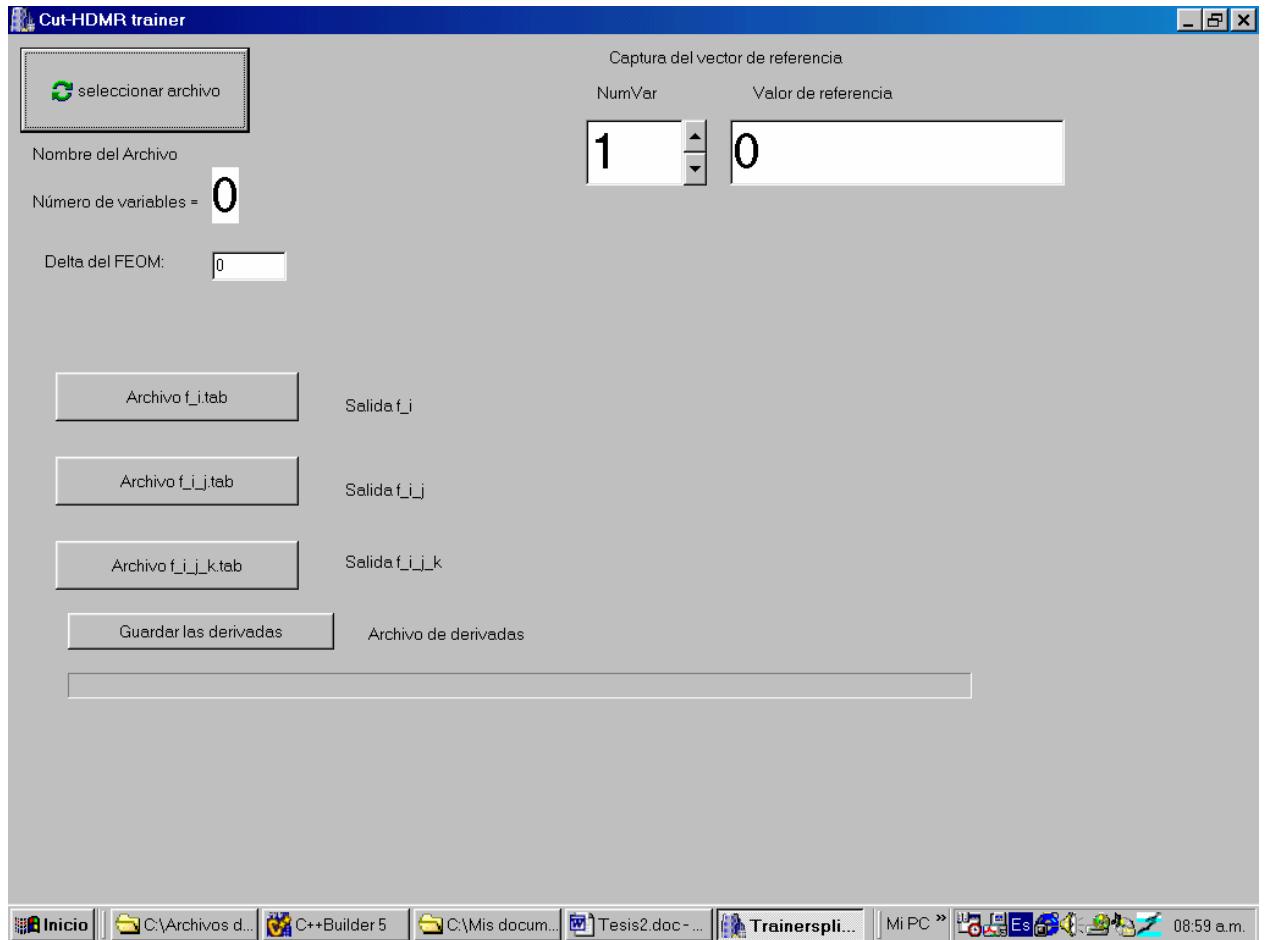 Cut-HDMR trainer
seleccionar archivo
Captura del vector de referencia
NumVar Valor de referencia
1 0
Nombre del Archivo
Número de variables = 0
Delta del FEOM: 0
Archivo f_i.tab Salida f_i
Archivo f_i_j.tab Salida f_i_j
Archivo f_i_j_k.tab Salida f_i_j_k
Guardar las derivadas Archivo de derivadas
Inicio C:\Archivos d... C++Builder 5 C:\Mis docum... Tesis2.doc - ... Trainerspli... Mi PC » Es 08:59 a.m.